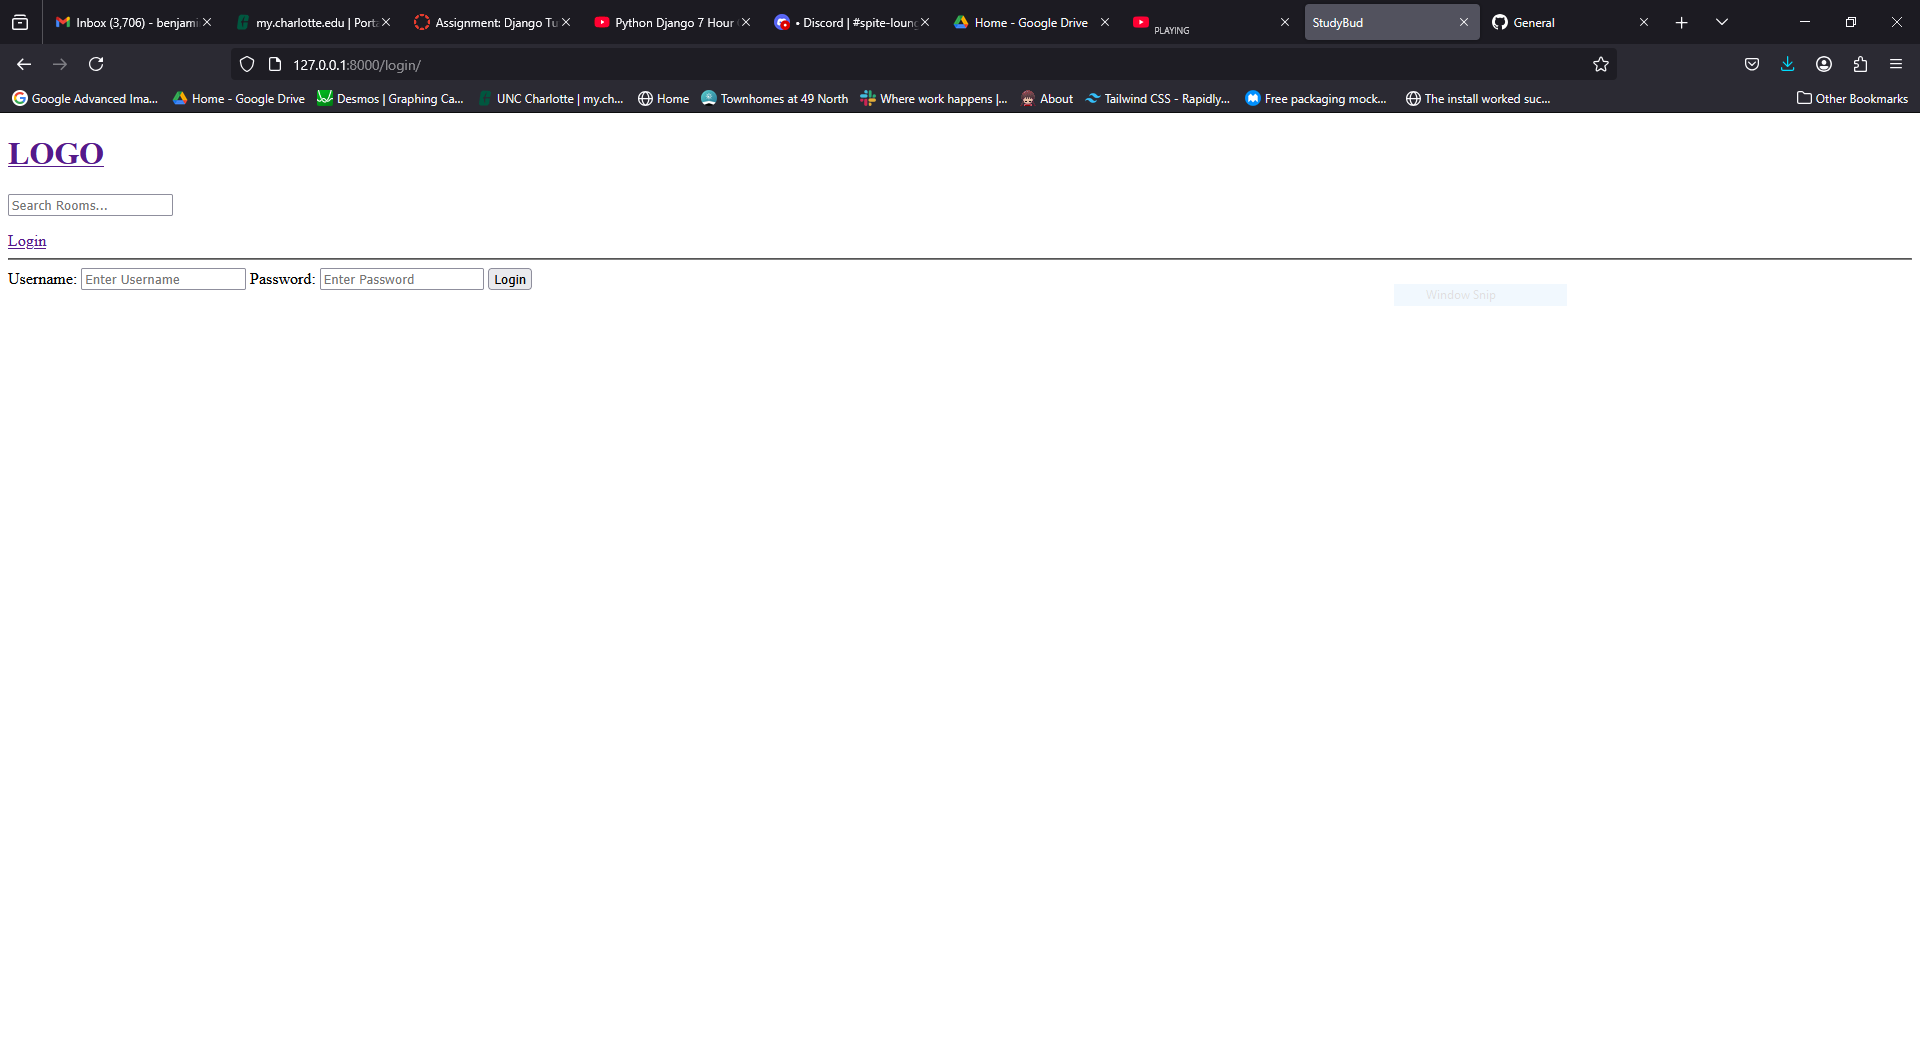 Inbox (3,706) - benjami
my.charlotte.edu | Porta
Assignment: Django Tu
Python Django 7 Hour
• Discord | #spite-loung
Home - Google Drive
PLAYING
StudyBud
General
127.0.0.1:8000/login/
Google Advanced Ima...
Home - Google Drive
Desmos | Graphing Ca...
UNC Charlotte | my.ch...
Home
Townhomes at 49 North
Where work happens |...
About
Tailwind CSS - Rapidly...
Free packaging mock...
The install worked suc...
Other Bookmarks
LOGO
Search Rooms...
Login
Username: Enter Username Password: Enter Password Login
Window Snip